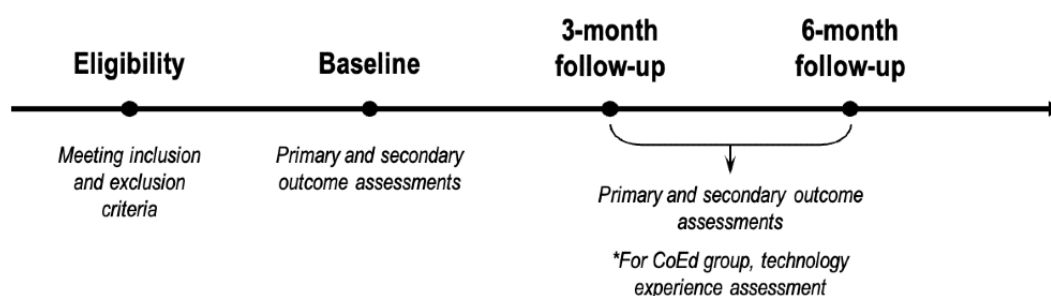 Eligibility
Baseline
3-month
follow-up
6-month
follow-up
Meeting inclusion
and exclusion
criteria
Primary and secondary
outcome assessments
Primary and secondary outcome
assessments
*For CoEd group, technology
experience assessment